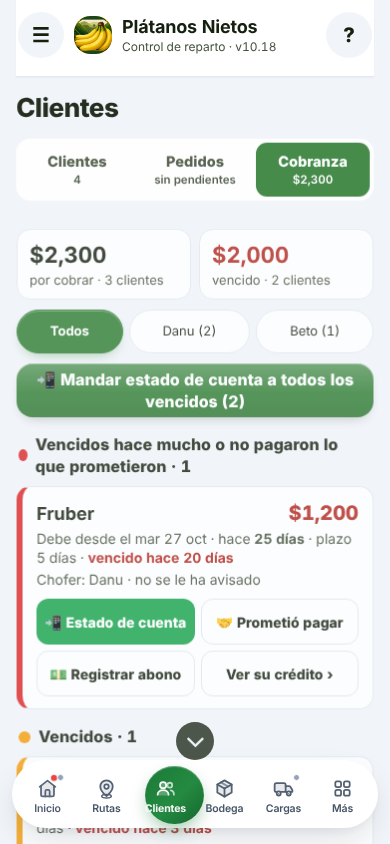 Plátanos Nietos
Control de reparto · v10.18
?
Clientes
Clientes
4
Pedidos
sin pendientes
Cobranza
$2,300
$2,300
por cobrar · 3 clientes
$2,000
vencido · 2 clientes
Todos
Danu (2)
Beto (1)
Mandar estado de cuenta a todos los
vencidos (2)
Vencidos hace mucho o no pagaron lo
que prometieron · 1
Fruber
$1,200
Debe desde el mar 27 oct · hace 25 días · plazo
5 días · vencido hace 20 días
Chofer: Danu · no se le ha avisado
Estado de cuenta
Prometió pagar
Registrar abono
Ver su crédito ›
Vencidos · 1
Inicio
Rutas
Clientes
Bodega
Cargas
Más
días · vencido hace 3 días